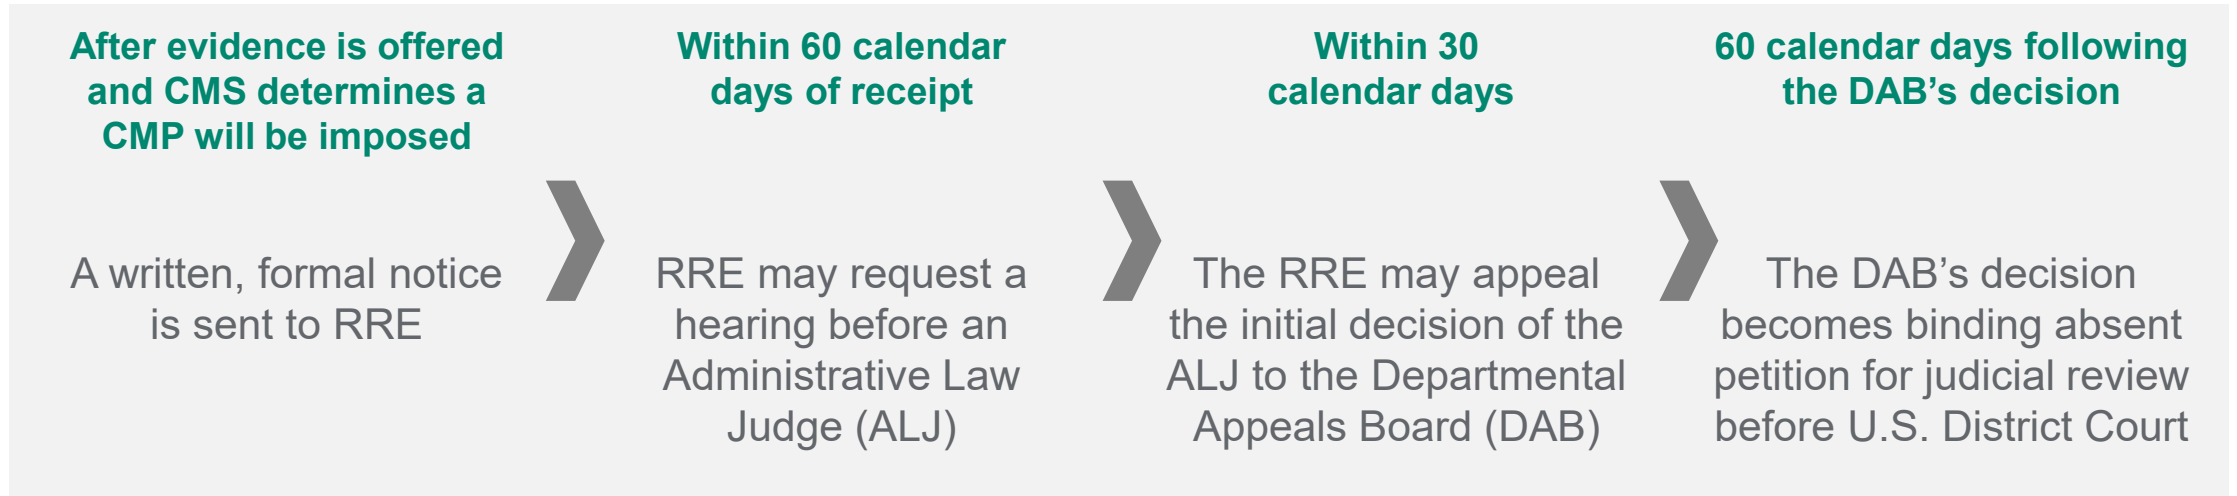 After evidence is offered
and CMS determines a
CMP will be imposed
A written, formal notice
is sent to RRE
Within 60 calendar
days of receipt
RRE may request a
hearing before an
Administrative Law
Judge (ALJ)
Within 30
calendar days
The RRE may appeal
the initial decision of the
ALJ to the Departmental
Appeals Board (DAB)
60 calendar days following
the DAB’s decision
The DAB’s decision
becomes binding absent
petition for judicial review
before U.S. District Court